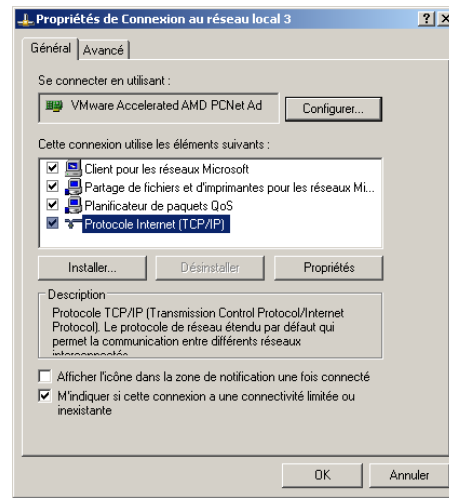 Propriétés de Connexion au réseau local 3
Général Avancé
Se connecter en utilisant :
VMware Accelerated AMD PCNet Ad Configurer...
Cette connexion utilise les éléments suivants :
Client pour les réseaux Microsoft
Partage de fichiers et d'imprimantes pour les réseaux Mi...
Planificateur de paquets QoS
Protocole Internet (TCP/IP)
Installer... Désinstaller Propriétés
Description
Protocole TCP/IP (Transmission Control Protocol/Internet
Protocol). Le protocole de réseau étendu par défaut qui
permet la communication entre différents réseaux
interconnectés
Afficher l'icône dans la zone de notification une fois connecté
M'indiquer si cette connexion a une connectivité limitée ou
inexistante
OK Annuler